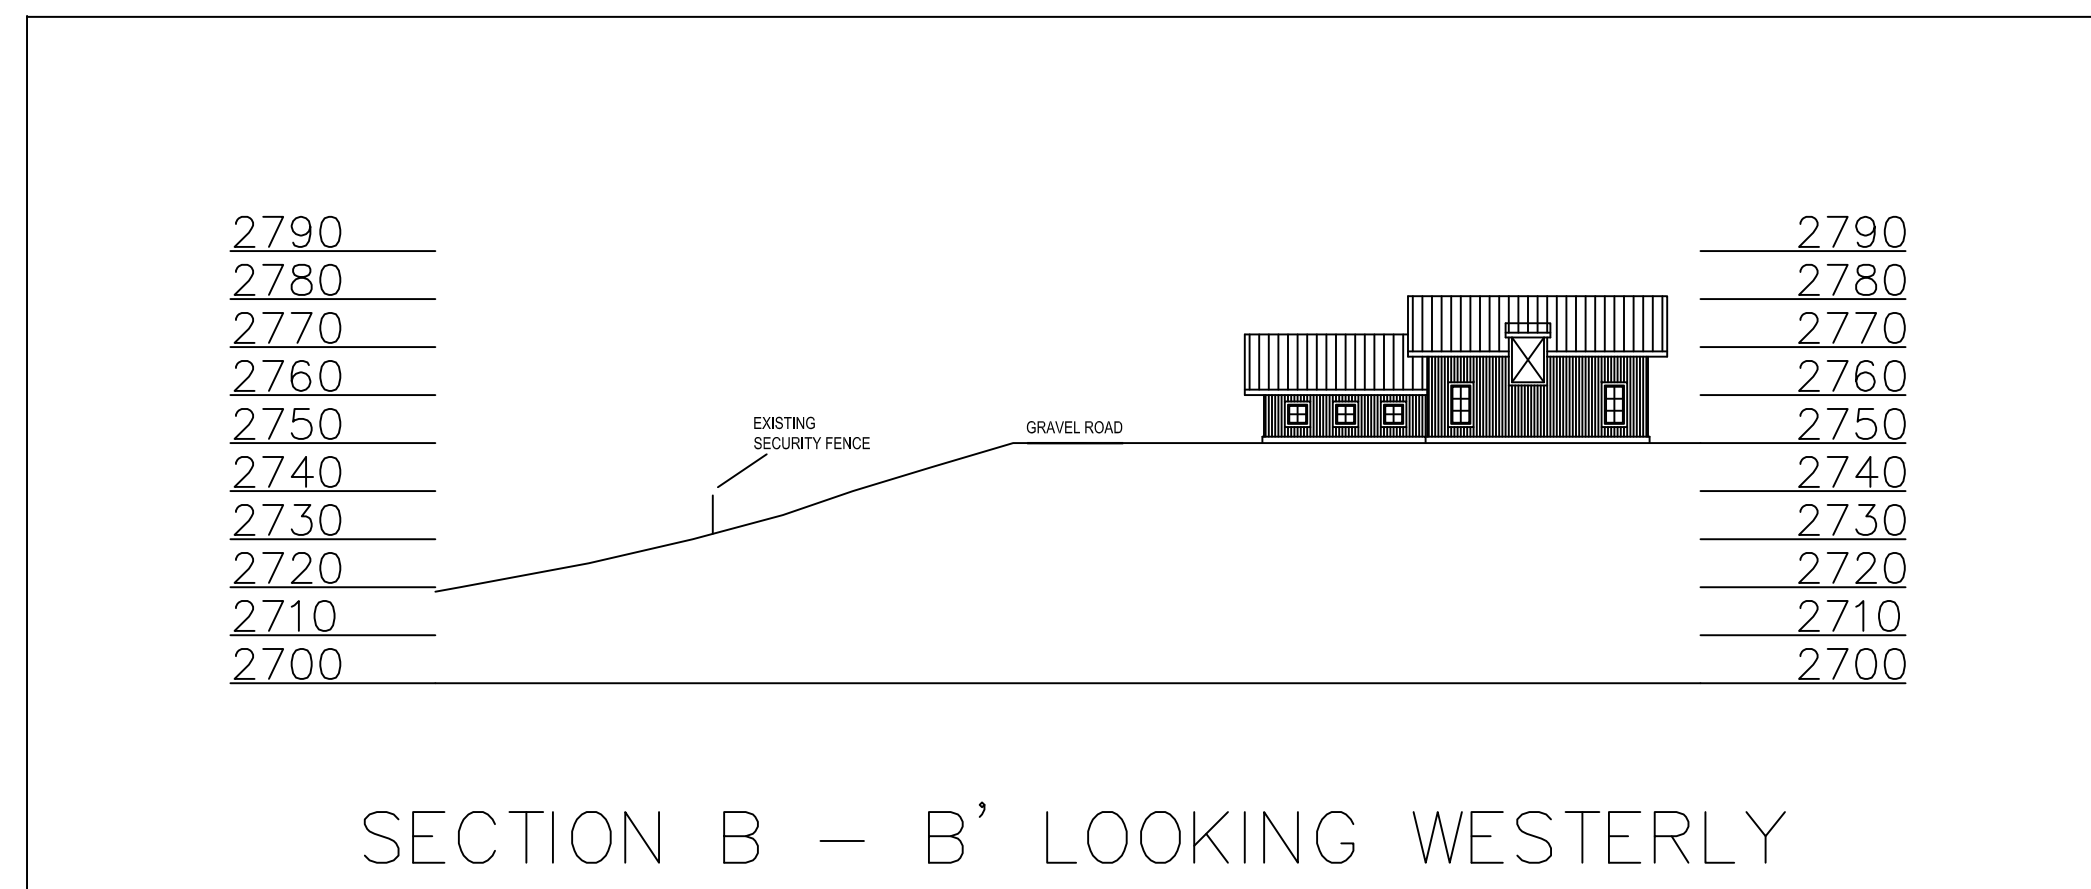 2790 2790
2780 2780
2770 2770
2760 2760
2750 2750
EXISTING
SECURITY FENCE
GRAVEL ROAD
2740 2740
2730 2730
2720 2720
2710 2710
2700 2700
SECTION B – B' LOOKING WESTERLY